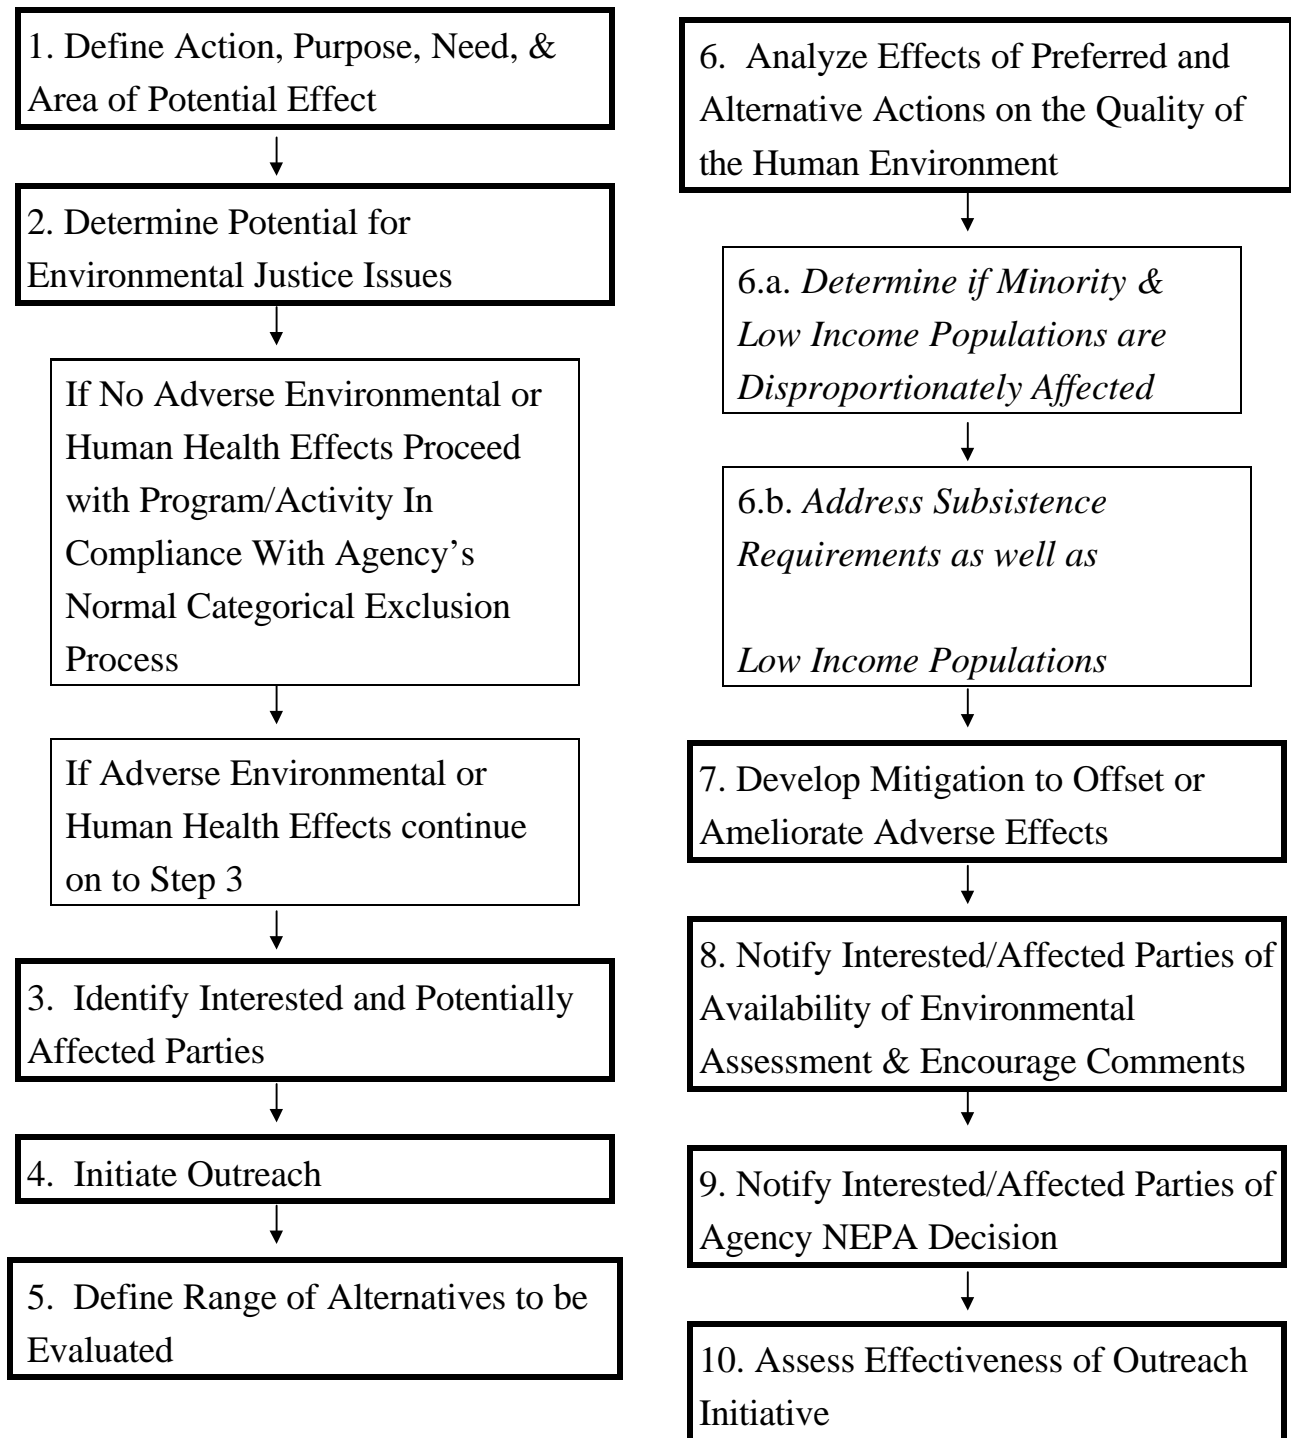 1. Define Action, Purpose, Need, &
Area of Potential Effect
2. Determine Potential for
Environmental Justice Issues
If No Adverse Environmental or
Human Health Effects Proceed
with Program/Activity In
Compliance With Agency’s
Normal Categorical Exclusion
Process
If Adverse Environmental or
Human Health Effects continue
on to Step 3
3. Identify Interested and Potentially
Affected Parties
4. Initiate Outreach
5. Define Range of Alternatives to be
Evaluated
6. Analyze Effects of Preferred and
Alternative Actions on the Quality of
the Human Environment
6.a. Determine if Minority &
Low Income Populations are
Disproportionately Affected
6.b. Address Subsistence
Requirements as well as
Low Income Populations
7. Develop Mitigation to Offset or
Ameliorate Adverse Effects
8. Notify Interested/Affected Parties of
Availability of Environmental
Assessment & Encourage Comments
9. Notify Interested/Affected Parties of
Agency NEPA Decision
10. Assess Effectiveness of Outreach
Initiative